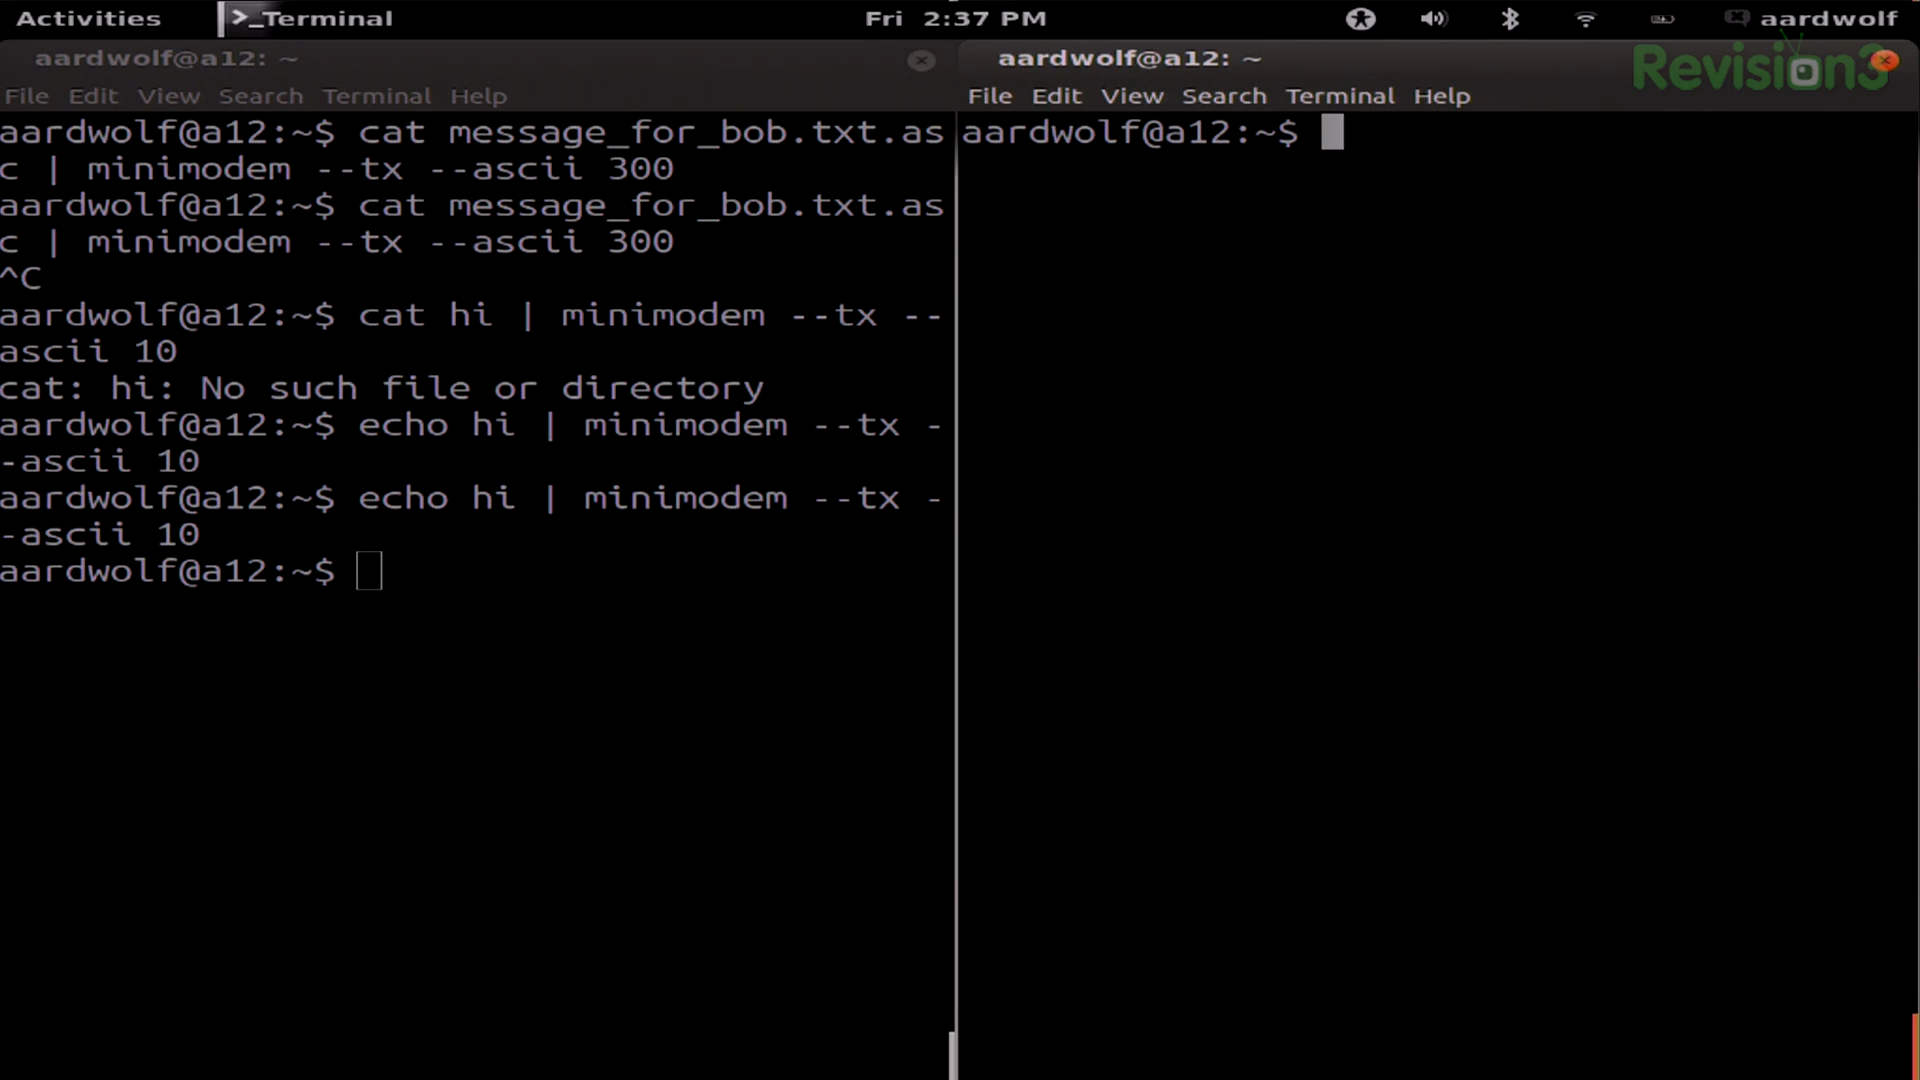 Activities >_Terminal Fri 2:37 PM aardwolf
aardwolf@a12: ~
File Edit View Search Terminal Help
aardwolf@a12:~$ cat message_for_bob.txt.as
c | minimodem --tx --ascii 300
aardwolf@a12:~$ cat message_for_bob.txt.as
c | minimodem --tx --ascii 300
^C
aardwolf@a12:~$ cat hi | minimodem --tx --
ascii 10
cat: hi: No such file or directory
aardwolf@a12:~$ echo hi | minimodem --tx -
-ascii 10
aardwolf@a12:~$ echo hi | minimodem --tx -
-ascii 10
aardwolf@a12:~$
aardwolf@a12: ~
Revision3
File Edit View Search Terminal Help
aardwolf@a12:~$